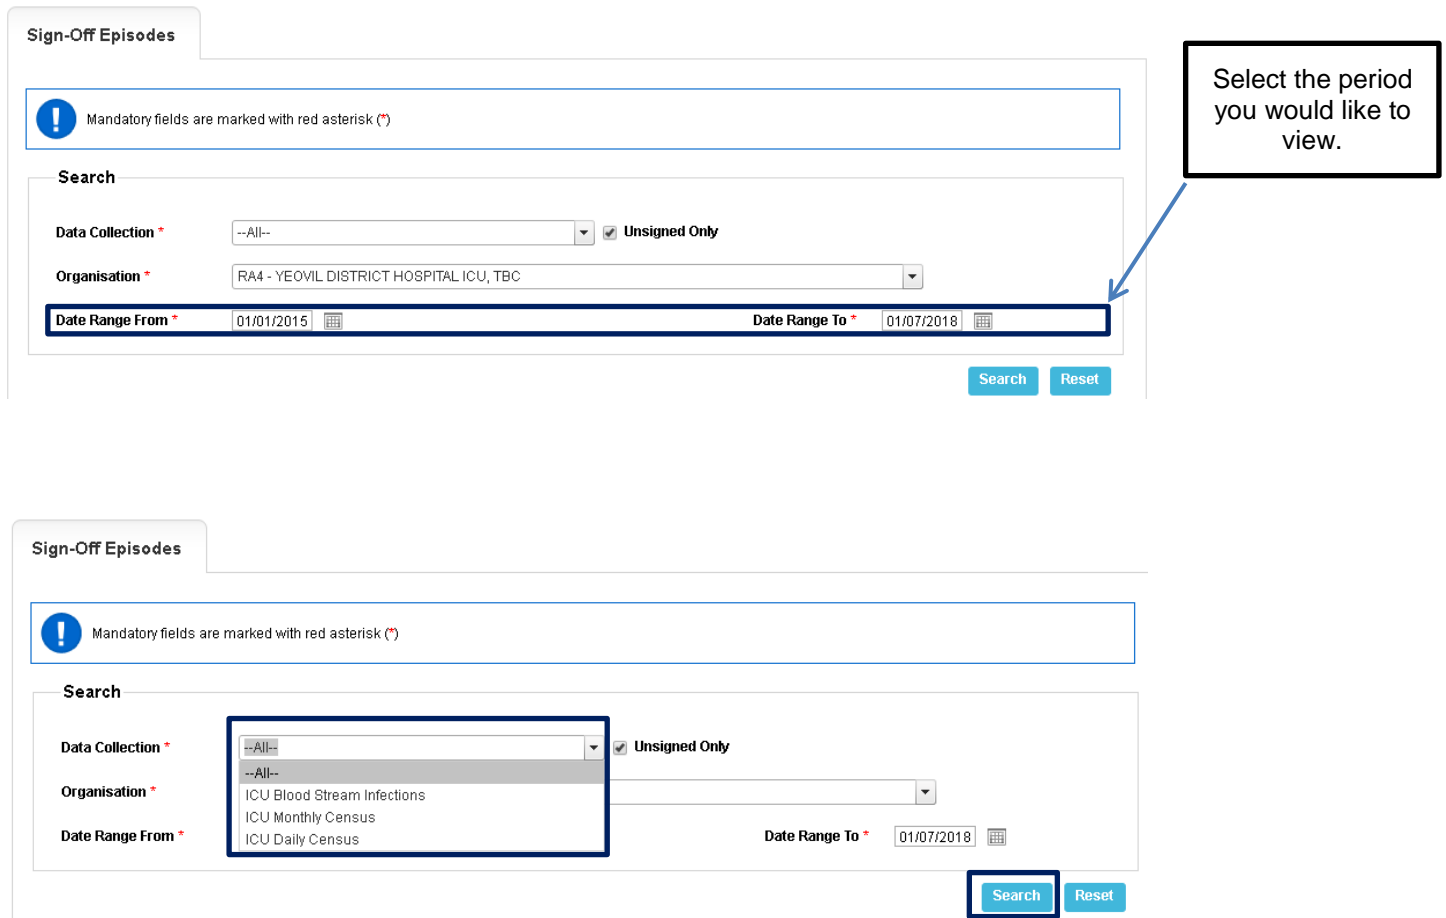 Sign-Off Episodes
Select the period
you would like to
view.
! Mandatory fields are marked with red asterisk (*)
Search
Data Collection * --All-- Unsigned Only
Organisation * RA4 - YEOVIL DISTRICT HOSPITAL ICU, TBC
Date Range From * 01/01/2015 Date Range To * 01/07/2018
Search Reset
Sign-Off Episodes
! Mandatory fields are marked with red asterisk (*)
Search
Data Collection * --All-- Unsigned Only
--All--
Organisation * ICU Blood Stream Infections
ICU Monthly Census
Date Range From * ICU Daily Census Date Range To * 01/07/2018
Search Reset